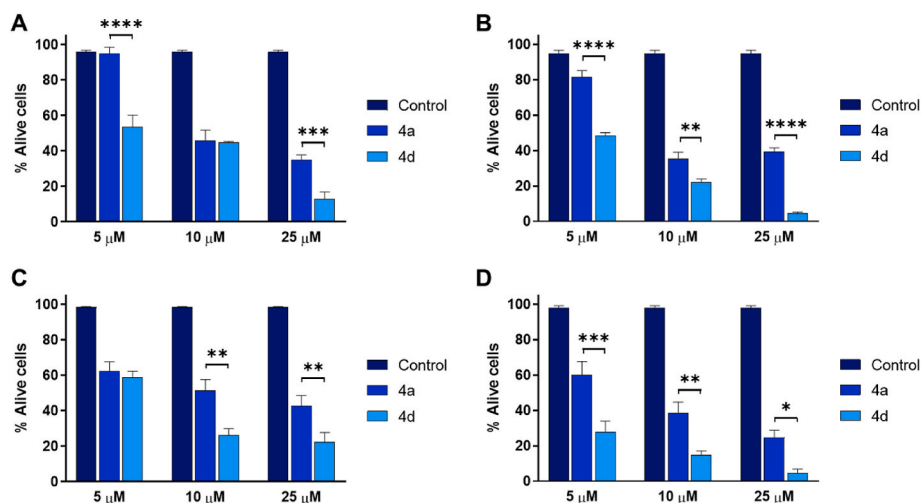 A
% Alive cells
100
80
60
40
20
0
****
***
5 μM
10 μM
25 μM
Control
4a
4d
B
% Alive cells
100
80
60
40
20
0
****
**
****
5 μM
10 μM
25 μM
Control
4a
4d
C
% Alive cells
100
80
60
40
20
0
**
**
5 μM
10 μM
25 μM
Control
4a
4d
D
% Alive cells
100
80
60
40
20
0
***
**
*
5 μM
10 μM
25 μM
Control
4a
4d